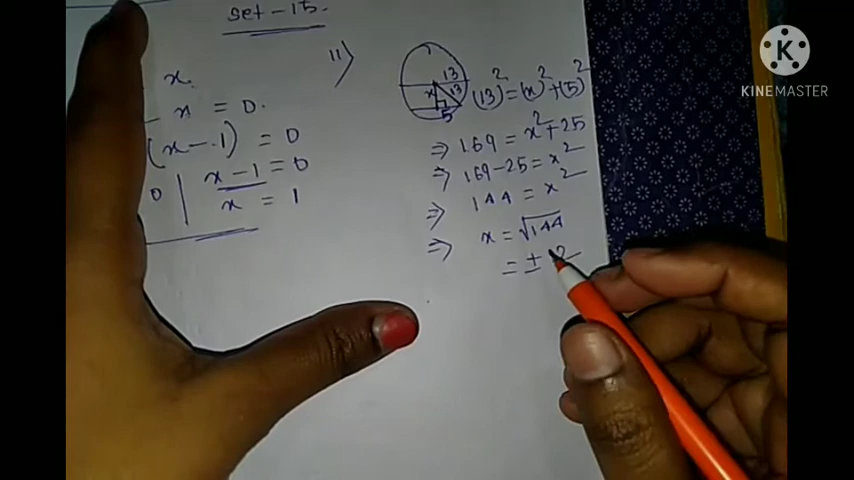 set - 15.
x.
x = 0.
(x - 1) = 0
0 | x - 1 = 0
x = 1
11)
13
x 13
5
(13)² = (x)² + (5)²
⇒ 169 = x² + 25
⇒ 169 - 25 = x²
⇒ 144 = x²
⇒ x = √144
= ±
KINEMASTER